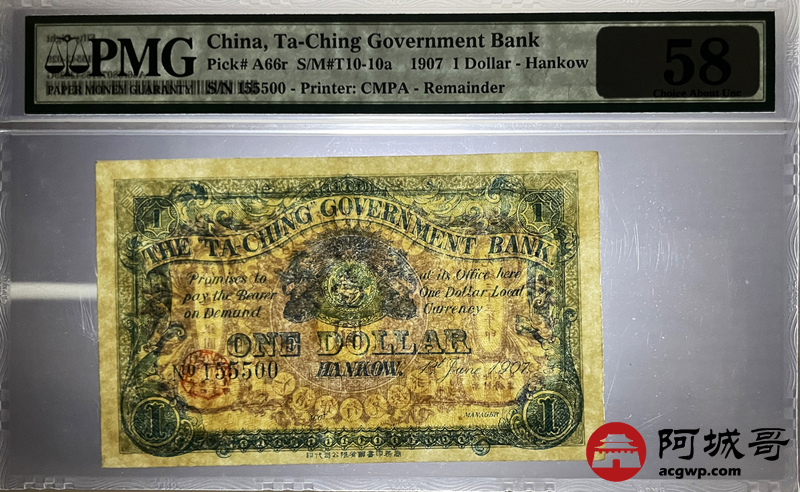 PMG
PAPER MONEY GUARANTY
China, Ta-Ching Government Bank
Pick# A66r S/M#T10-10a 1907 1 Dollar - Hankow
S/N 155500 - Printer: CMPA - Remainder
58
Choice About Unc
1 1
THE TA-CHING GOVERNMENT BANK
Promises to at its Office here
pay the Bearer One Dollar Local
on Demand Currency
ONE DOLLAR
No 155500 HANKOW, 1st June 1907
MANAGER
1 1
阿城哥
acgwp.com